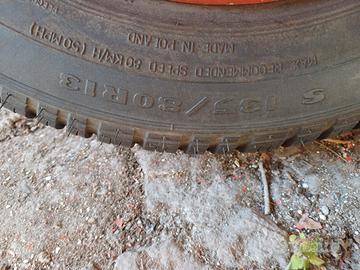 MAX. RECOMMENDED SPEED 80KM/H (50MPH)
MADE IN POLAND
S 135/80R13